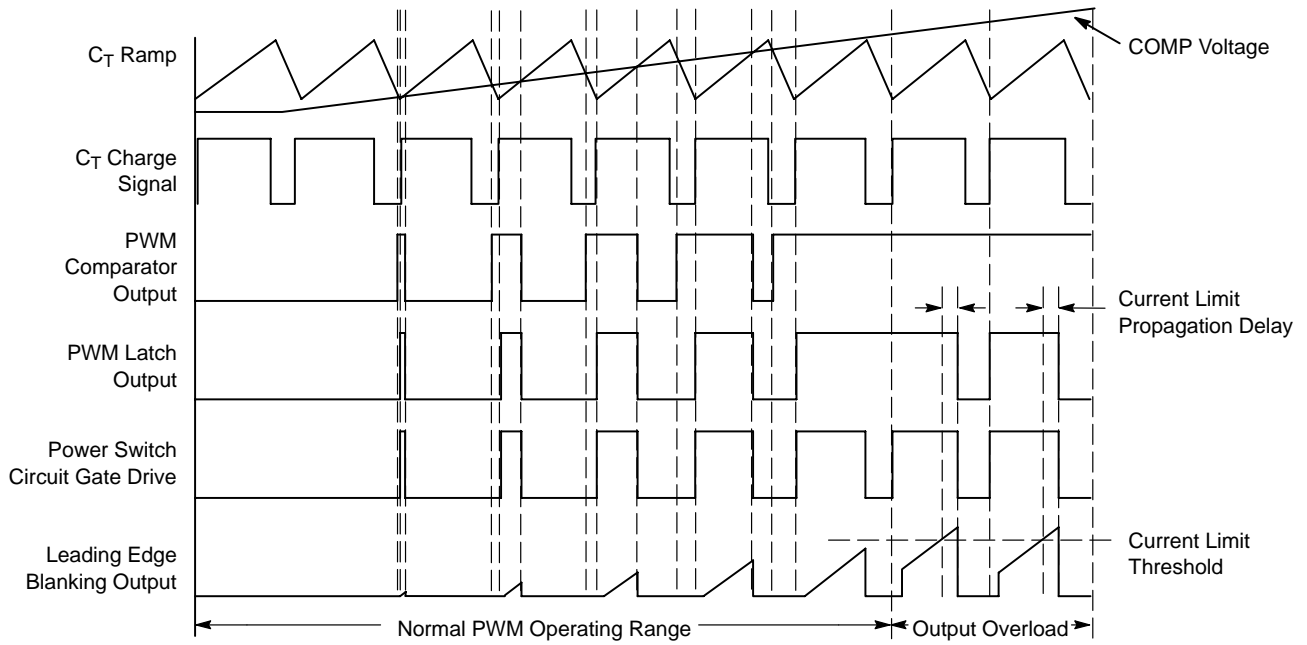 C_T Ramp
COMP Voltage
C_T Charge
Signal
PWM
Comparator
Output
Current Limit
Propagation Delay
PWM Latch
Output
Power Switch
Circuit Gate Drive
Leading Edge
Blanking Output
Current Limit
Threshold
Normal PWM Operating Range
Output Overload